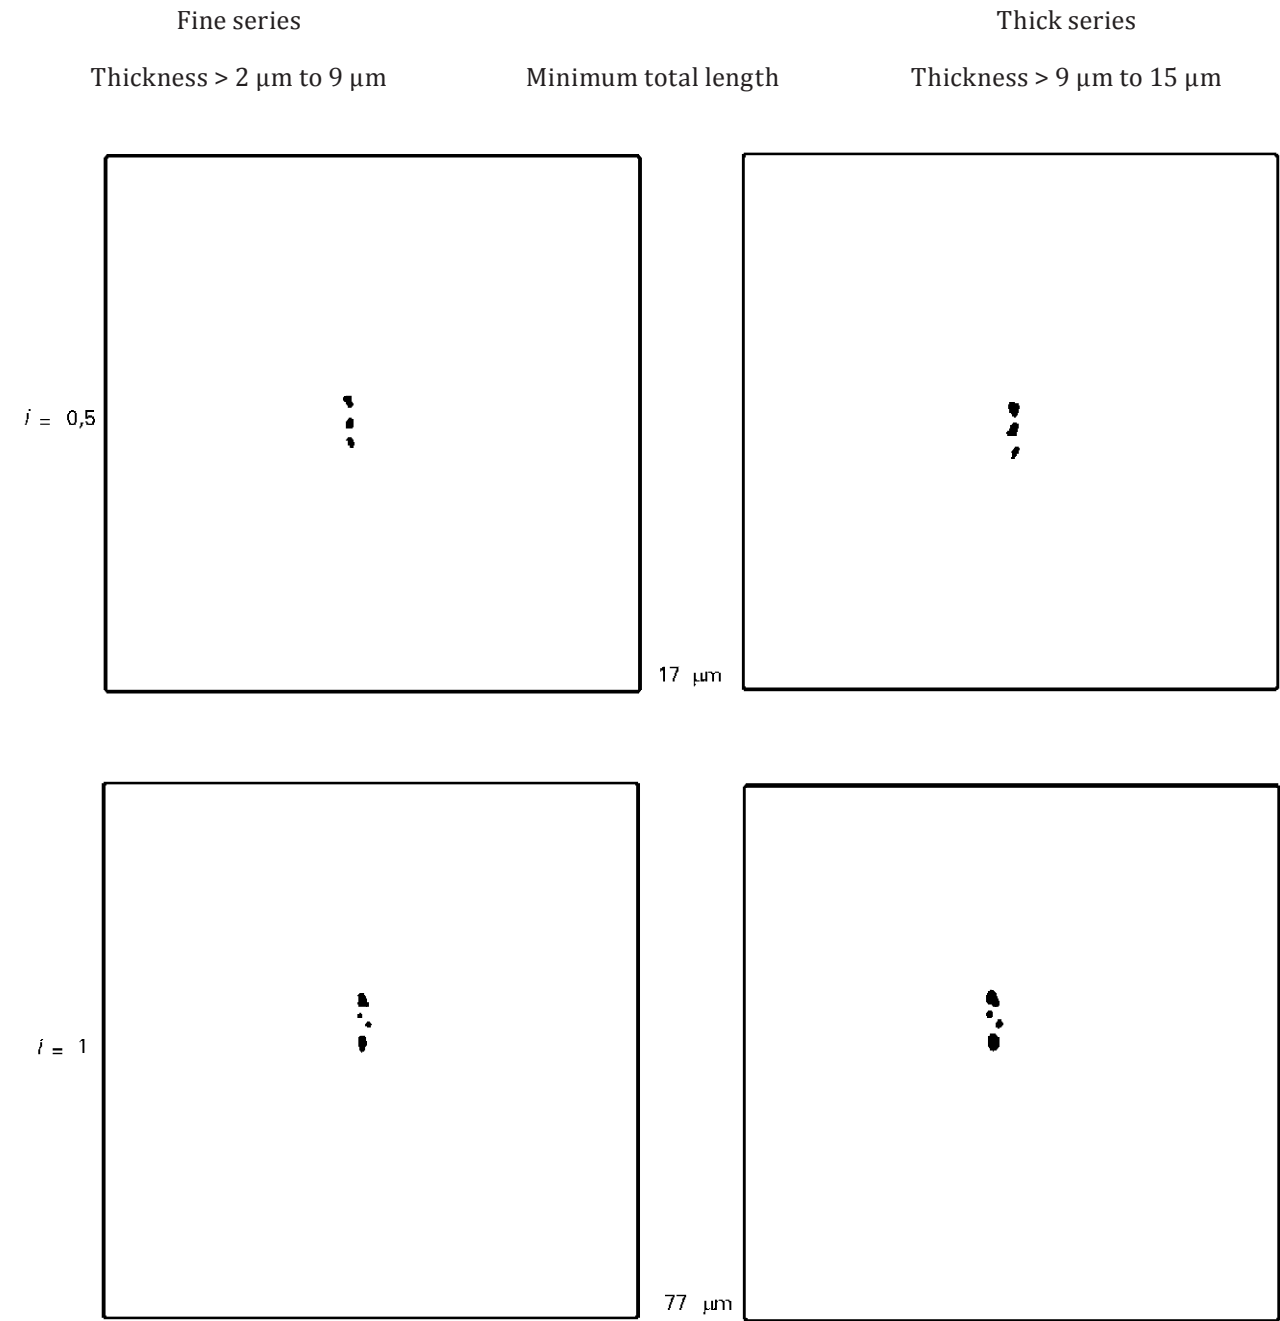 Fine series
Thick series
Thickness > 2 μm to 9 μm
Minimum total length
Thickness > 9 μm to 15 μm
i = 0,5
17 μm
i = 1
77 μm